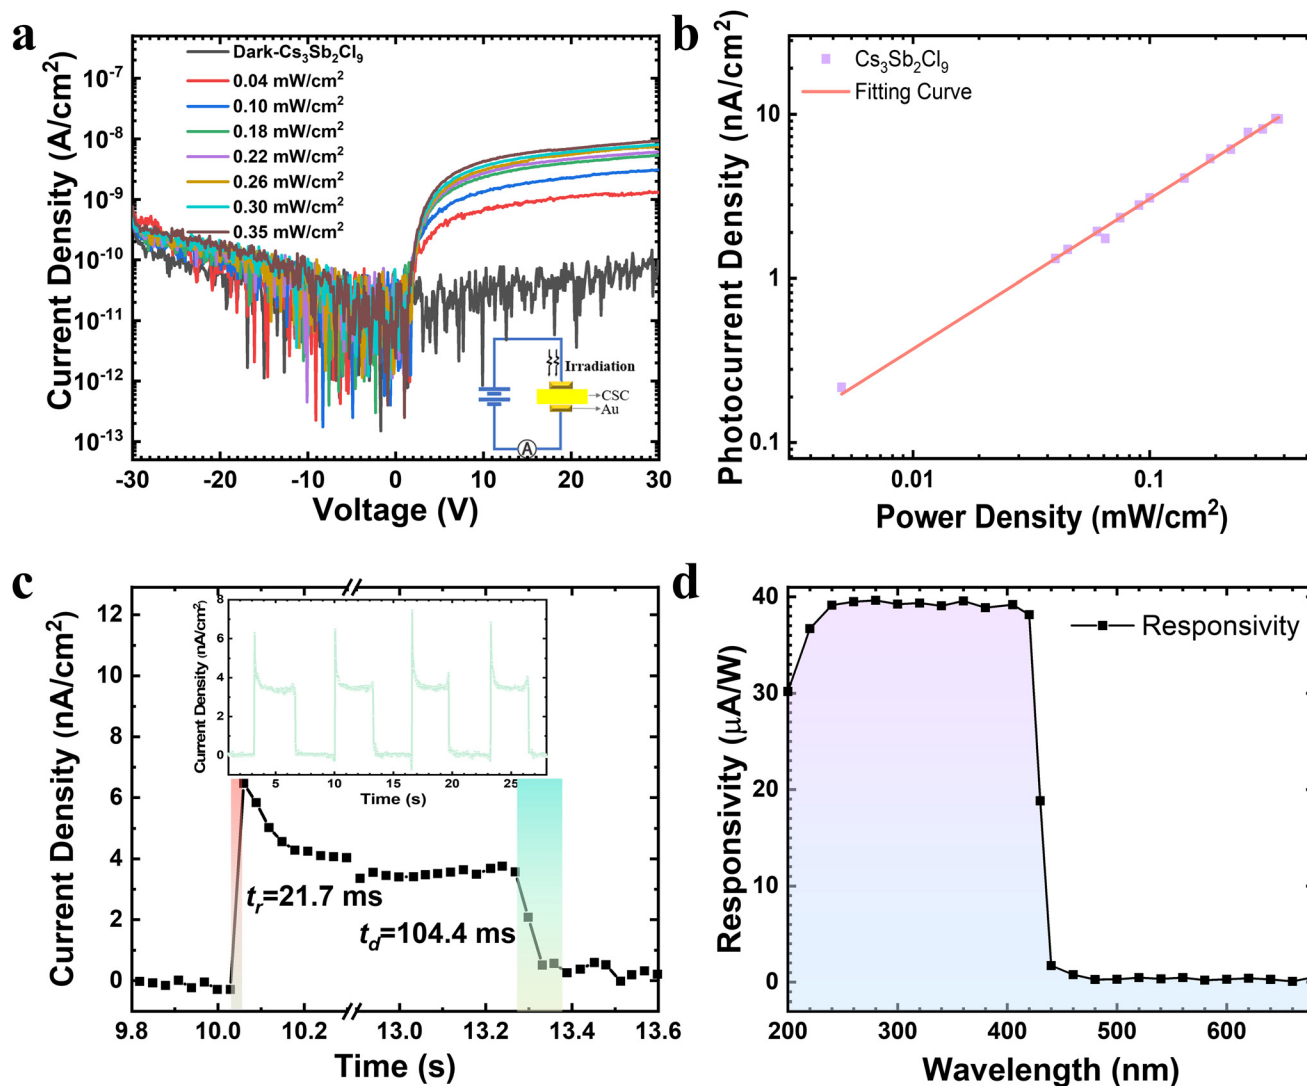 a
Current Density (A/cm²)
10⁻⁷
10⁻⁸
10⁻⁹
10⁻¹⁰
10⁻¹¹
10⁻¹²
10⁻¹³
Dark-Cs₃Sb₂Cl₉
0.04 mW/cm²
0.10 mW/cm²
0.18 mW/cm²
0.22 mW/cm²
0.26 mW/cm²
0.30 mW/cm²
0.35 mW/cm²
Irradiation
CSC
Au
A
-30 -20 -10 0 10 20 30
Voltage (V)
b
Photocurrent Density (nA/cm²)
10
1
0.1
Cs₃Sb₂Cl₉
Fitting Curve
0.01 0.1
Power Density (mW/cm²)
c
Current Density (nA/cm²)
12
10
8
6
4
2
0
Current Density (nA/cm²)
8
6
4
2
0
5 10 15 20 25
Time (s)
tᵣ=21.7 ms
t_d=104.4 ms
9.8 10.0 10.2 13.0 13.2 13.4 13.6
Time (s)
d
Responsivity (μA/W)
40
30
20
10
0
Responsivity
200 300 400 500 600
Wavelength (nm)